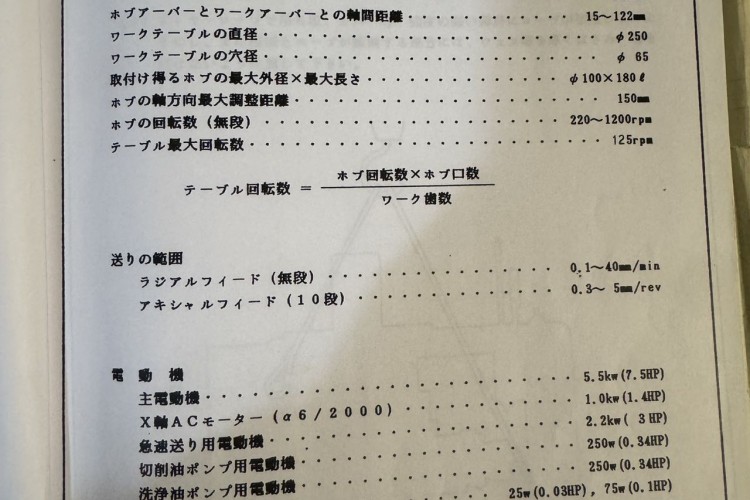 ホブアーバーとワークアーバーとの軸間距離 ・・・・・・・・・・・・ 15～122㎜
ワークテーブルの直径 ・・・・・・・・・・・・・・・・・・・・・・ φ250
ワークテーブルの穴径 ・・・・・・・・・・・・・・・・・・・・・・ φ 65
取付け得るホブの最大外径×最大長さ ・・・・・・・・・・・・ φ100×180ℓ
ホブの軸方向最大調整距離 ・・・・・・・・・・・・・・・・・・・ 150㎜
ホブの回転数（無段） ・・・・・・・・・・・・・・・・・・・ 220～1200rpm
テーブル最大回転数 ・・・・・・・・・・・・・・・・・・・・・・ 125rpm
ホブ回転数×ホブ口数
テーブル回転数 ＝
ワーク歯数
送りの範囲
ラジアルフィード（無段） ・・・・・・・・・・・・・・・・ 0.1～40㎜/min
アキシャルフィード（１０段） ・・・・・・・・・・・・・・ 0.3～ 5㎜/rev
電 動 機
主電動機 ・・・・・・・・・・・・・・・・・・・・・・・ 5.5kw(7.5HP)
Ｘ軸ＡＣモーター（α６/２０００） ・・・・・・・・・・・ 1.0kw(1.4HP)
急速送り用電動機 ・・・・・・・・・・・・・・・・・・・ 2.2kw( 3HP)
切削油ポンプ用電動機 ・・・・・・・・・・・・・・・・・ 250w(0.34HP)
洗浄油ポンプ用電動機 ・・・・・・・・・・・・・・・・・ 250w(0.34HP)
25w(0.03HP), 75w(0.1HP)